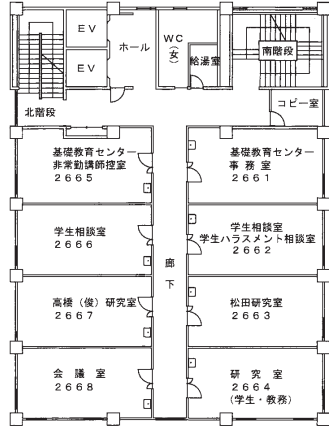 EV
EV
ホール
WC
(女)
給湯室
南階段
コピー室
北階段
基礎教育センター
非常勤講師控室
2665
基礎教育センター
事務室
2661
学生相談室
2666
学生相談室
学生ハラスメント相談室
2662
廊下
高橋(俊)研究室
2667
松田研究室
2663
会議室
2668
研究室
2664
(学生・教務)